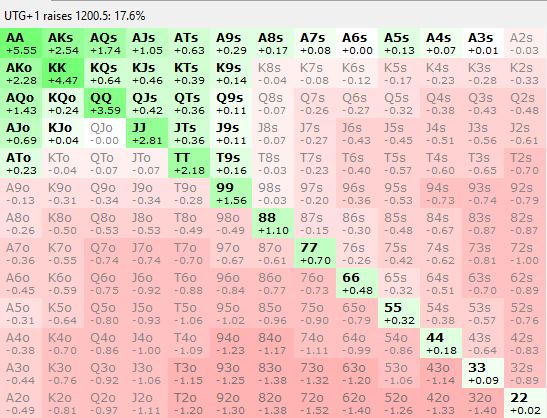 UTG+1 raises 1200.5: 17.6%
AA AKs AQs AJs ATs A9s A8s A7s A6s A5s A4s A3s A2s
+5.55 +2.54 +1.74 +1.05 +0.63 +0.29 +0.17 +0.08 +0.00 +0.13 +0.07 +0.01 -0.03
AKo KK KQs KJs KTs K9s K8s K7s K6s K5s K4s K3s K2s
+2.28 +4.47 +0.64 +0.46 +0.39 +0.14 -0.04 -0.08 -0.12 -0.17 -0.23 -0.28 -0.33
AQo KQo QQ QJs QTs Q9s Q8s Q7s Q6s Q5s Q4s Q3s Q2s
+1.43 +0.24 +3.59 +0.42 +0.36 +0.11 -0.07 -0.26 -0.26 -0.32 -0.38 -0.43 -0.48
AJo KJo QJo JJ JTs J9s J8s J7s J6s J5s J4s J3s J2s
+0.69 +0.04 -0.00 +2.81 +0.36 +0.11 -0.07 -0.27 -0.43 -0.45 -0.51 -0.56 -0.61
ATo KTo QTo JTo TT T9s T8s T7s T6s T5s T4s T3s T2s
+0.23 -0.04 -0.07 -0.07 +2.18 +0.16 -0.03 -0.23 -0.40 -0.57 -0.60 -0.65 -0.70
A9o K9o Q9o J9o T9o 99 98s 97s 96s 95s 94s 93s 92s
-0.13 -0.31 -0.34 -0.34 -0.28 +1.56 -0.03 -0.20 -0.36 -0.53 -0.73 -0.74 -0.79
A8o K8o Q8o J8o T8o 98o 88 87s 86s 85s 84s 83s 82s
-0.26 -0.50 -0.53 -0.53 -0.49 -0.49 +1.10 -0.15 -0.30 -0.48 -0.67 -0.87 -0.87
A7o K7o Q7o J7o T7o 97o 87o 77 76s 75s 74s 73s 72s
-0.36 -0.55 -0.74 -0.74 -0.70 -0.67 -0.61 +0.70 -0.26 -0.42 -0.61 -0.81 -1.00
A6o K6o Q6o J6o T6o 96o 86o 76o 66 65s 64s 63s 62s
-0.45 -0.59 -0.75 -0.92 -0.88 -0.84 -0.77 -0.73 +0.48 -0.32 -0.51 -0.70 -0.89
A5o K5o Q5o J5o T5o 95o 85o 75o 65o 55 54s 53s 52s
-0.31 -0.64 -0.80 -0.93 -1.06 -1.02 -0.96 -0.90 -0.79 +0.32 -0.38 -0.57 -0.76
A4o K4o Q4o J4o T4o 94o 84o 74o 64o 54o 44 43s 42s
-0.38 -0.70 -0.86 -1.00 -1.09 -1.23 -1.17 -1.11 -0.99 -0.86 +0.18 -0.64 -0.83
A3o K3o Q3o J3o T3o 93o 83o 73o 63o 53o 43o 33 32s
-0.44 -0.76 -0.92 -1.06 -1.15 -1.25 -1.38 -1.32 -1.20 -1.06 -1.14 +0.09 -0.89
A2o K2o Q2o J2o T2o 92o 82o 72o 62o 52o 42o 32o 22
-0.49 -0.81 -0.97 -1.11 -1.20 -1.30 -1.38 -1.52 -1.40 -1.26 -1.33 -1.40 +0.02